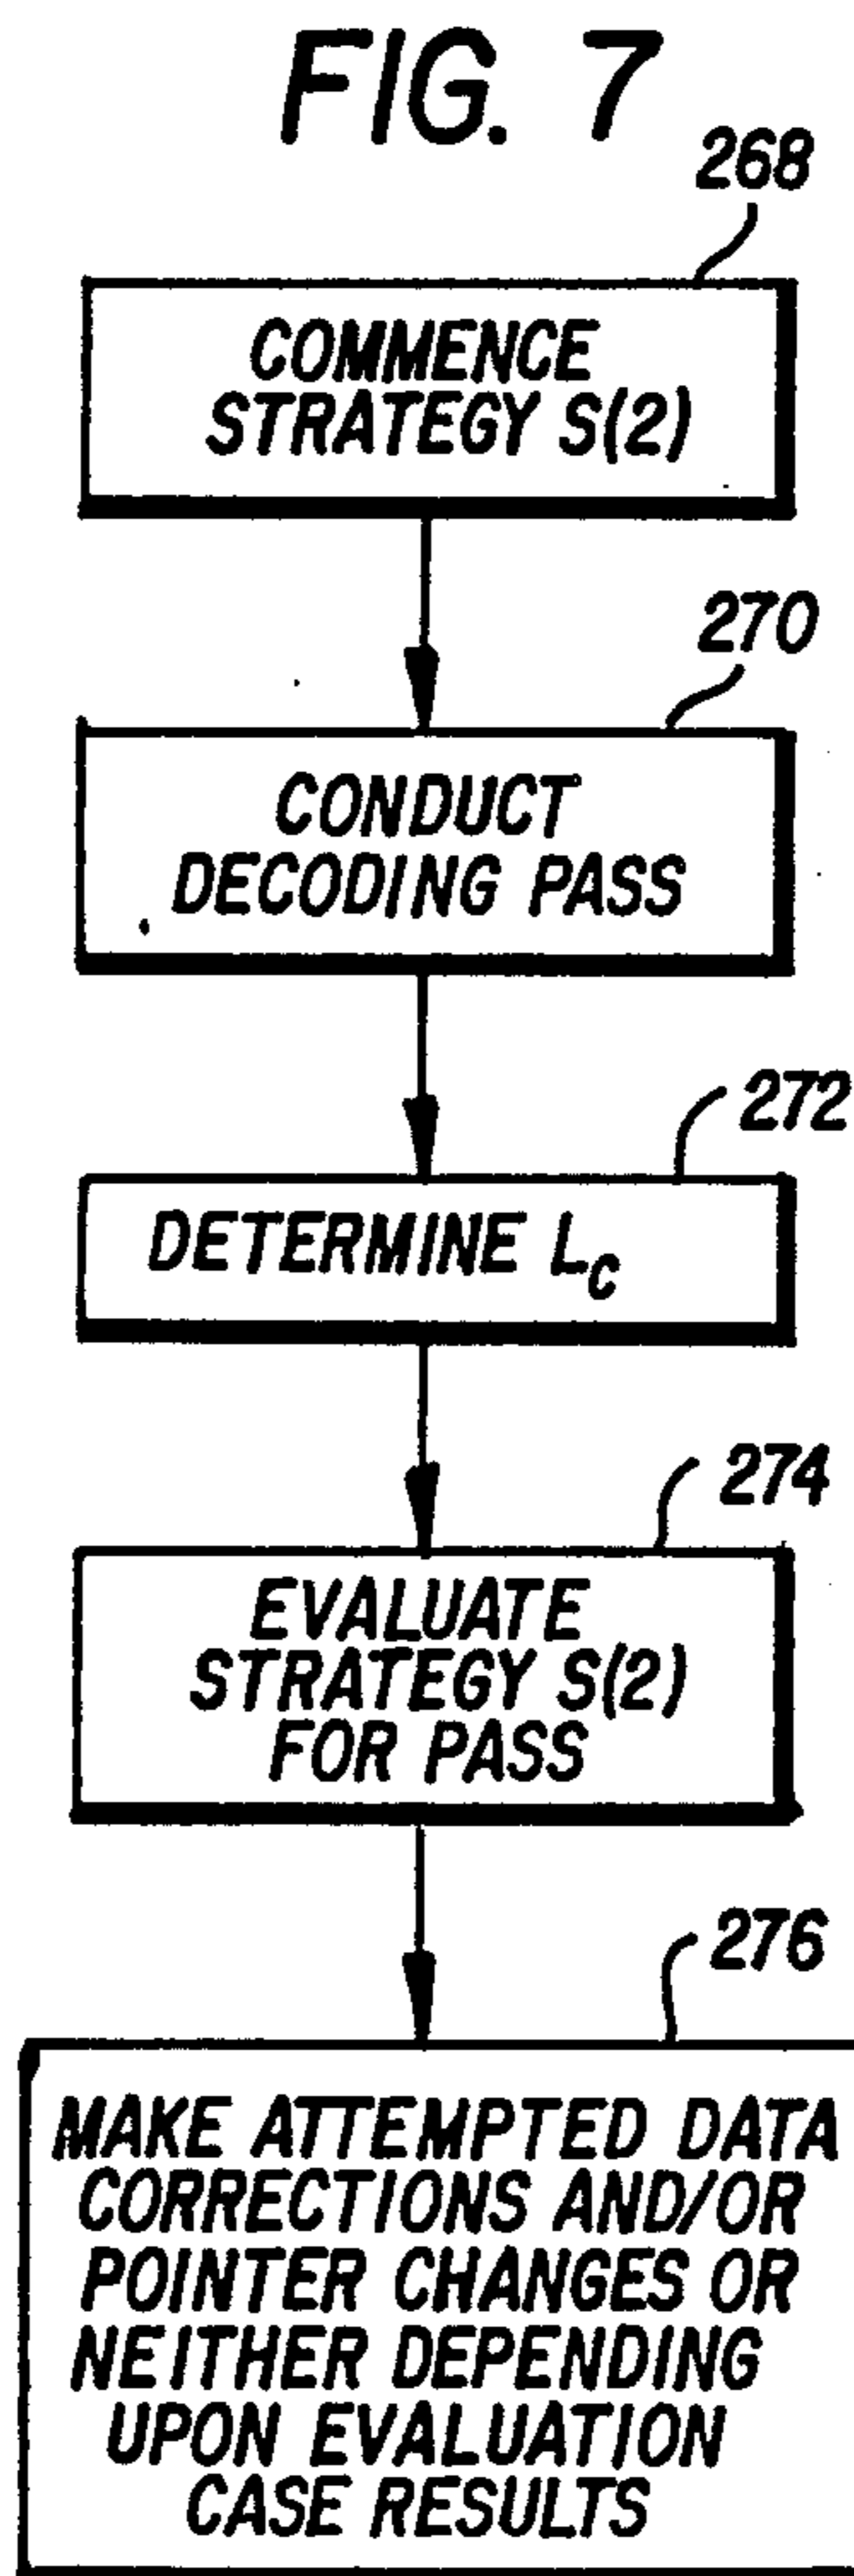 FIG. 7
268
COMMENCE
STRATEGY S(2)
270
CONDUCT
DECODING PASS
272
DETERMINE Lc
274
EVALUATE
STRATEGY S(2)
FOR PASS
276
MAKE ATTEMPTED DATA
CORRECTIONS AND/OR
POINTER CHANGES OR
NEITHER DEPENDING
UPON EVALUATION
CASE RESULTS